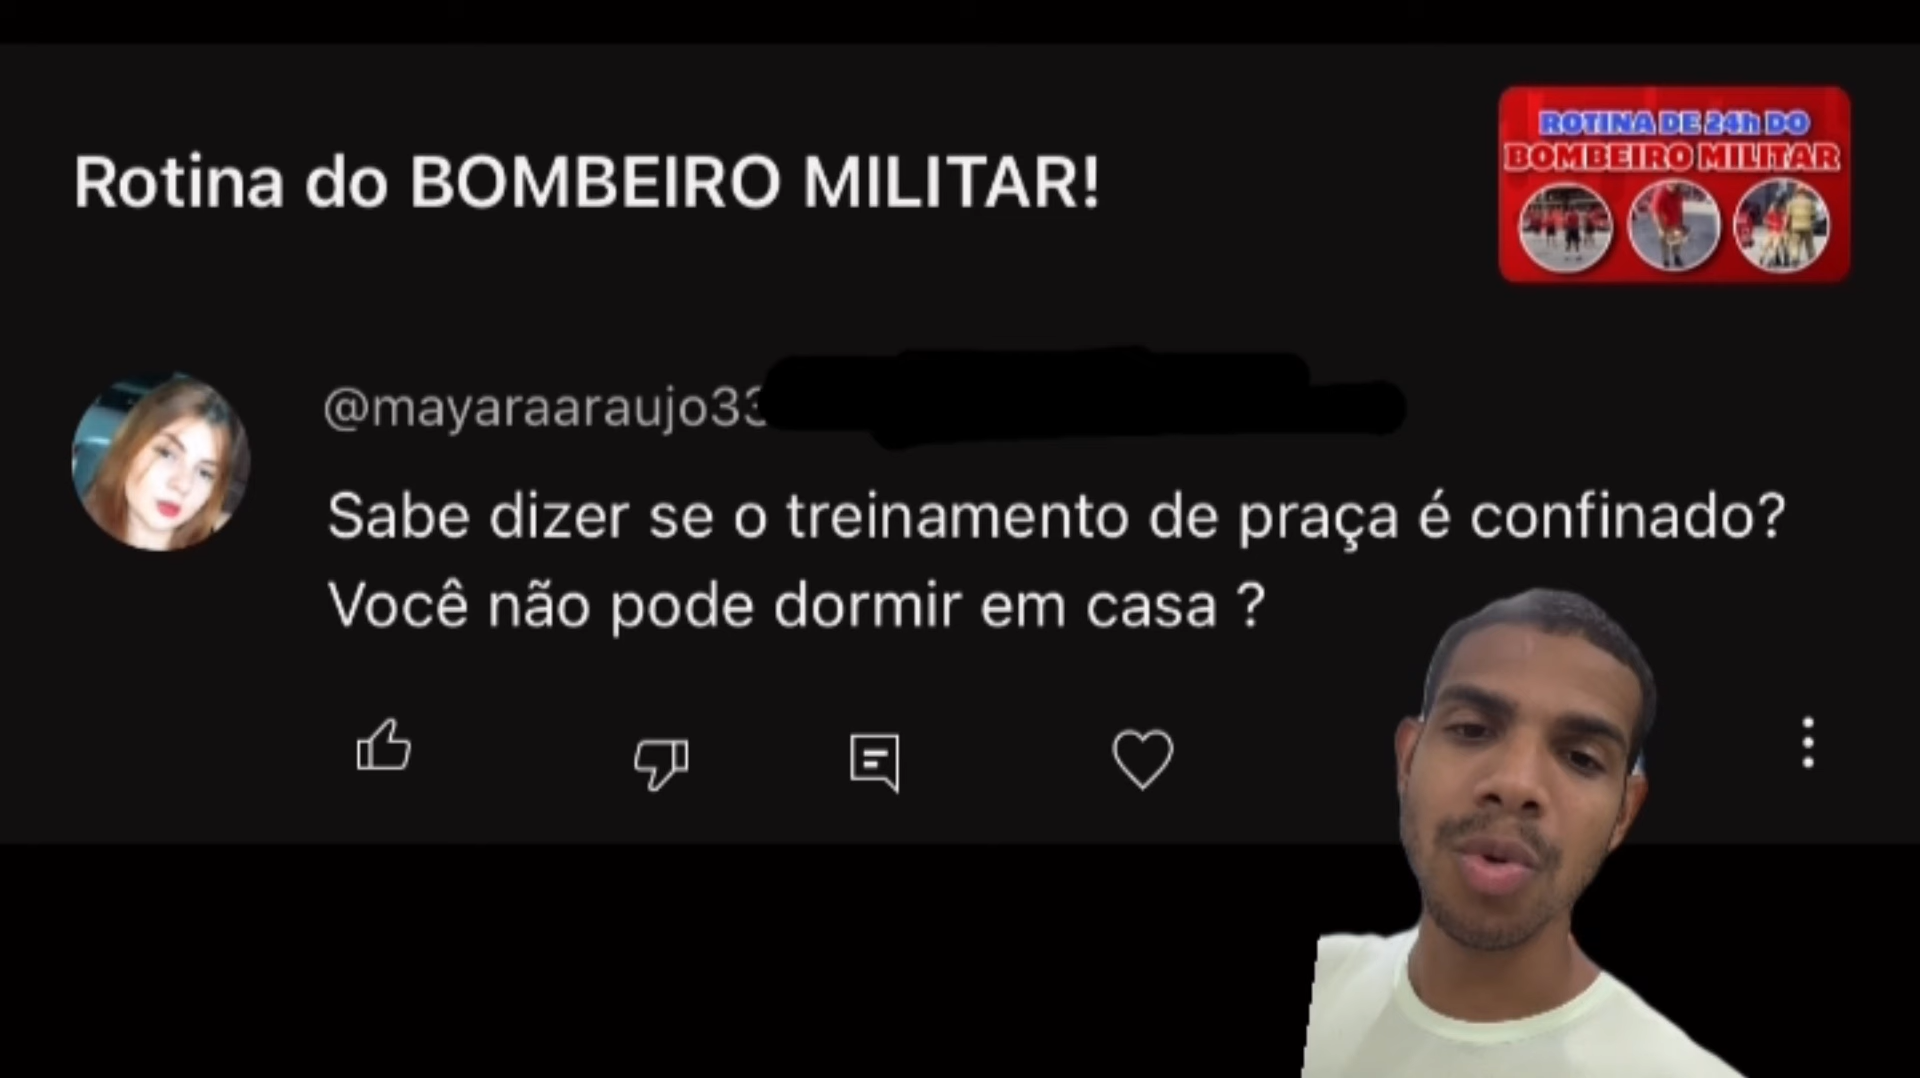 Rotina do BOMBEIRO MILITAR!
ROTINA DE 24h DO
BOMBEIRO MILITAR
@mayaraaraujo33
Sabe dizer se o treinamento de praça é confinado?
Você não pode dormir em casa ?